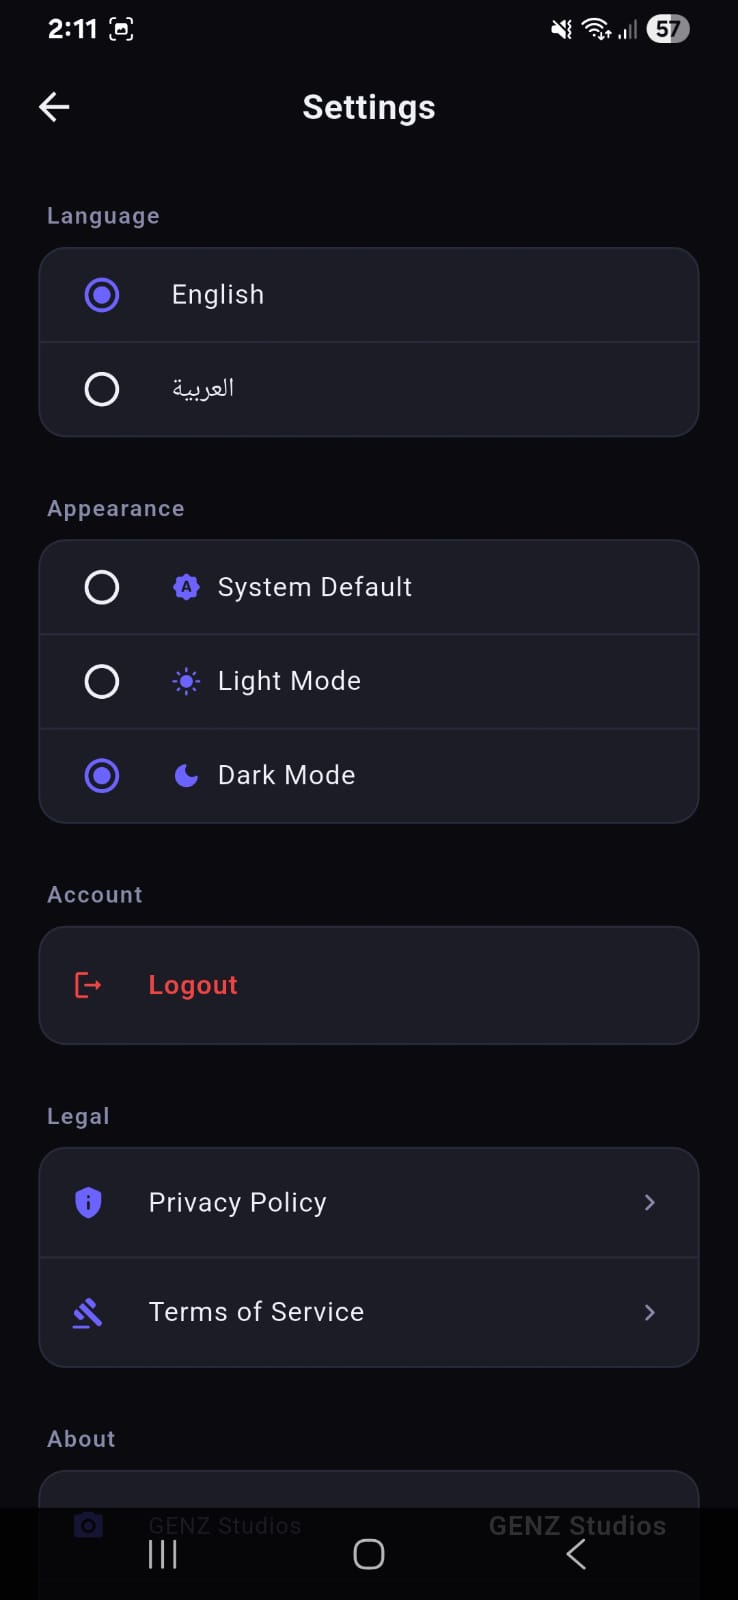 2:11
57
Settings
Language
English
العربية
Appearance
A System Default
Light Mode
Dark Mode
Account
Logout
Legal
Privacy Policy
Terms of Service
About
GENZ Studios GENZ Studios